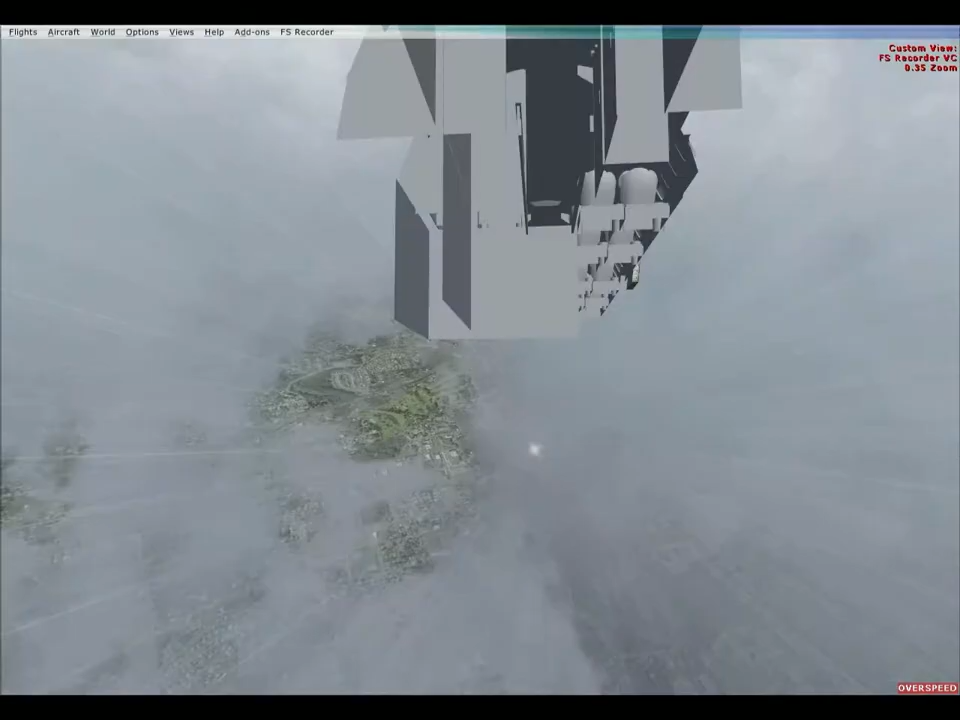 Flights Aircraft World Options Views Help Add-ons FS Recorder
Custom View:
FS Recorder VC
0.35 Zoom
OVERSPEED